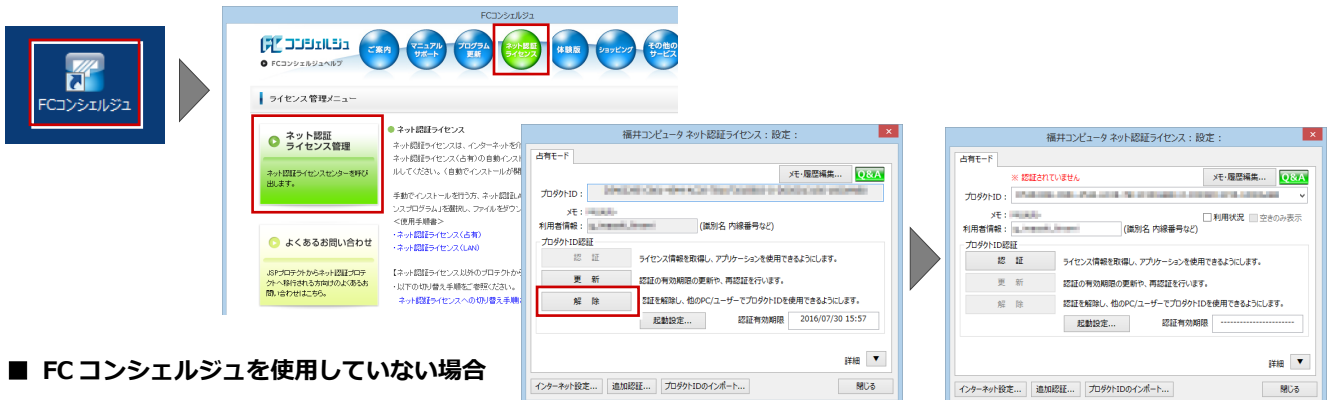 FCコンシェルジュ
FCコンシェルジュ
FC コンシェルジュ
FCコンシェルジュヘルプ
ご案内
マニュアル
サポート
プログラム
更新
ネット認証
ライセンス
体験版
ショッピング
その他の
サービス
ライセンス管理メニュー
ネット認証
ライセンス管理
ネット認証ライセンスセンターを呼び
出します。
よくあるお問い合わせ
JSPプロテクトからネット認証プロテ
クトへ移行される方向けのよくあるお
問い合わせはこちら。
ネット認証ライセンス
ネット認証ライセンスは、インターネットを介
ネット認証ライセンス(占有)の自動インス
ルしてください。(自動でインストールが開
手動でインストールを行う方、ネット認証LA
ンスプログラム」を選択し、ファイルをダウン
<使用手順書>
・ネット認証ライセンス(占有)
・ネット認証ライセンス(LAN)
【ネット認証ライセンス以外のプロテクトから
・以下の切り替え手順をご参照ください。
ネット認証ライセンスへの切り替え手順
福井コンピュータ ネット認証ライセンス : 設定 :
×
占有モード
メモ・履歴編集...
Q&A
プロダクトID :
メモ :
利用者情報 :
(識別名 内線番号など)
プロダクトID認証
認 証
ライセンス情報を取得し、アプリケーションを使用できるようにします。
更 新
認証の有効期限の更新や、再認証を行います。
解 除
認証を解除し、他のPC/ユーザーでプロダクトIDを使用できるようにします。
起動設定...
認証有効期限
2016/07/30 15:57
詳細 ▼
インターネット設定...
追加認証...
プロダクトIDのインポート...
閉じる
福井コンピュータ ネット認証ライセンス : 設定 :
×
占有モード
※ 認証されていません
メモ・履歴編集...
Q&A
プロダクトID :
メモ :
利用状況
空きのみ表示
利用者情報 :
(識別名 内線番号など)
プロダクトID認証
認 証
ライセンス情報を取得し、アプリケーションを使用できるようにします。
更 新
認証の有効期限の更新や、再認証を行います。
解 除
認証を解除し、他のPC/ユーザーでプロダクトIDを使用できるようにします。
起動設定...
認証有効期限
-----------------------
詳細 ▼
インターネット設定...
追加認証...
プロダクトIDのインポート...
閉じる
■ FCコンシェルジュを使用していない場合